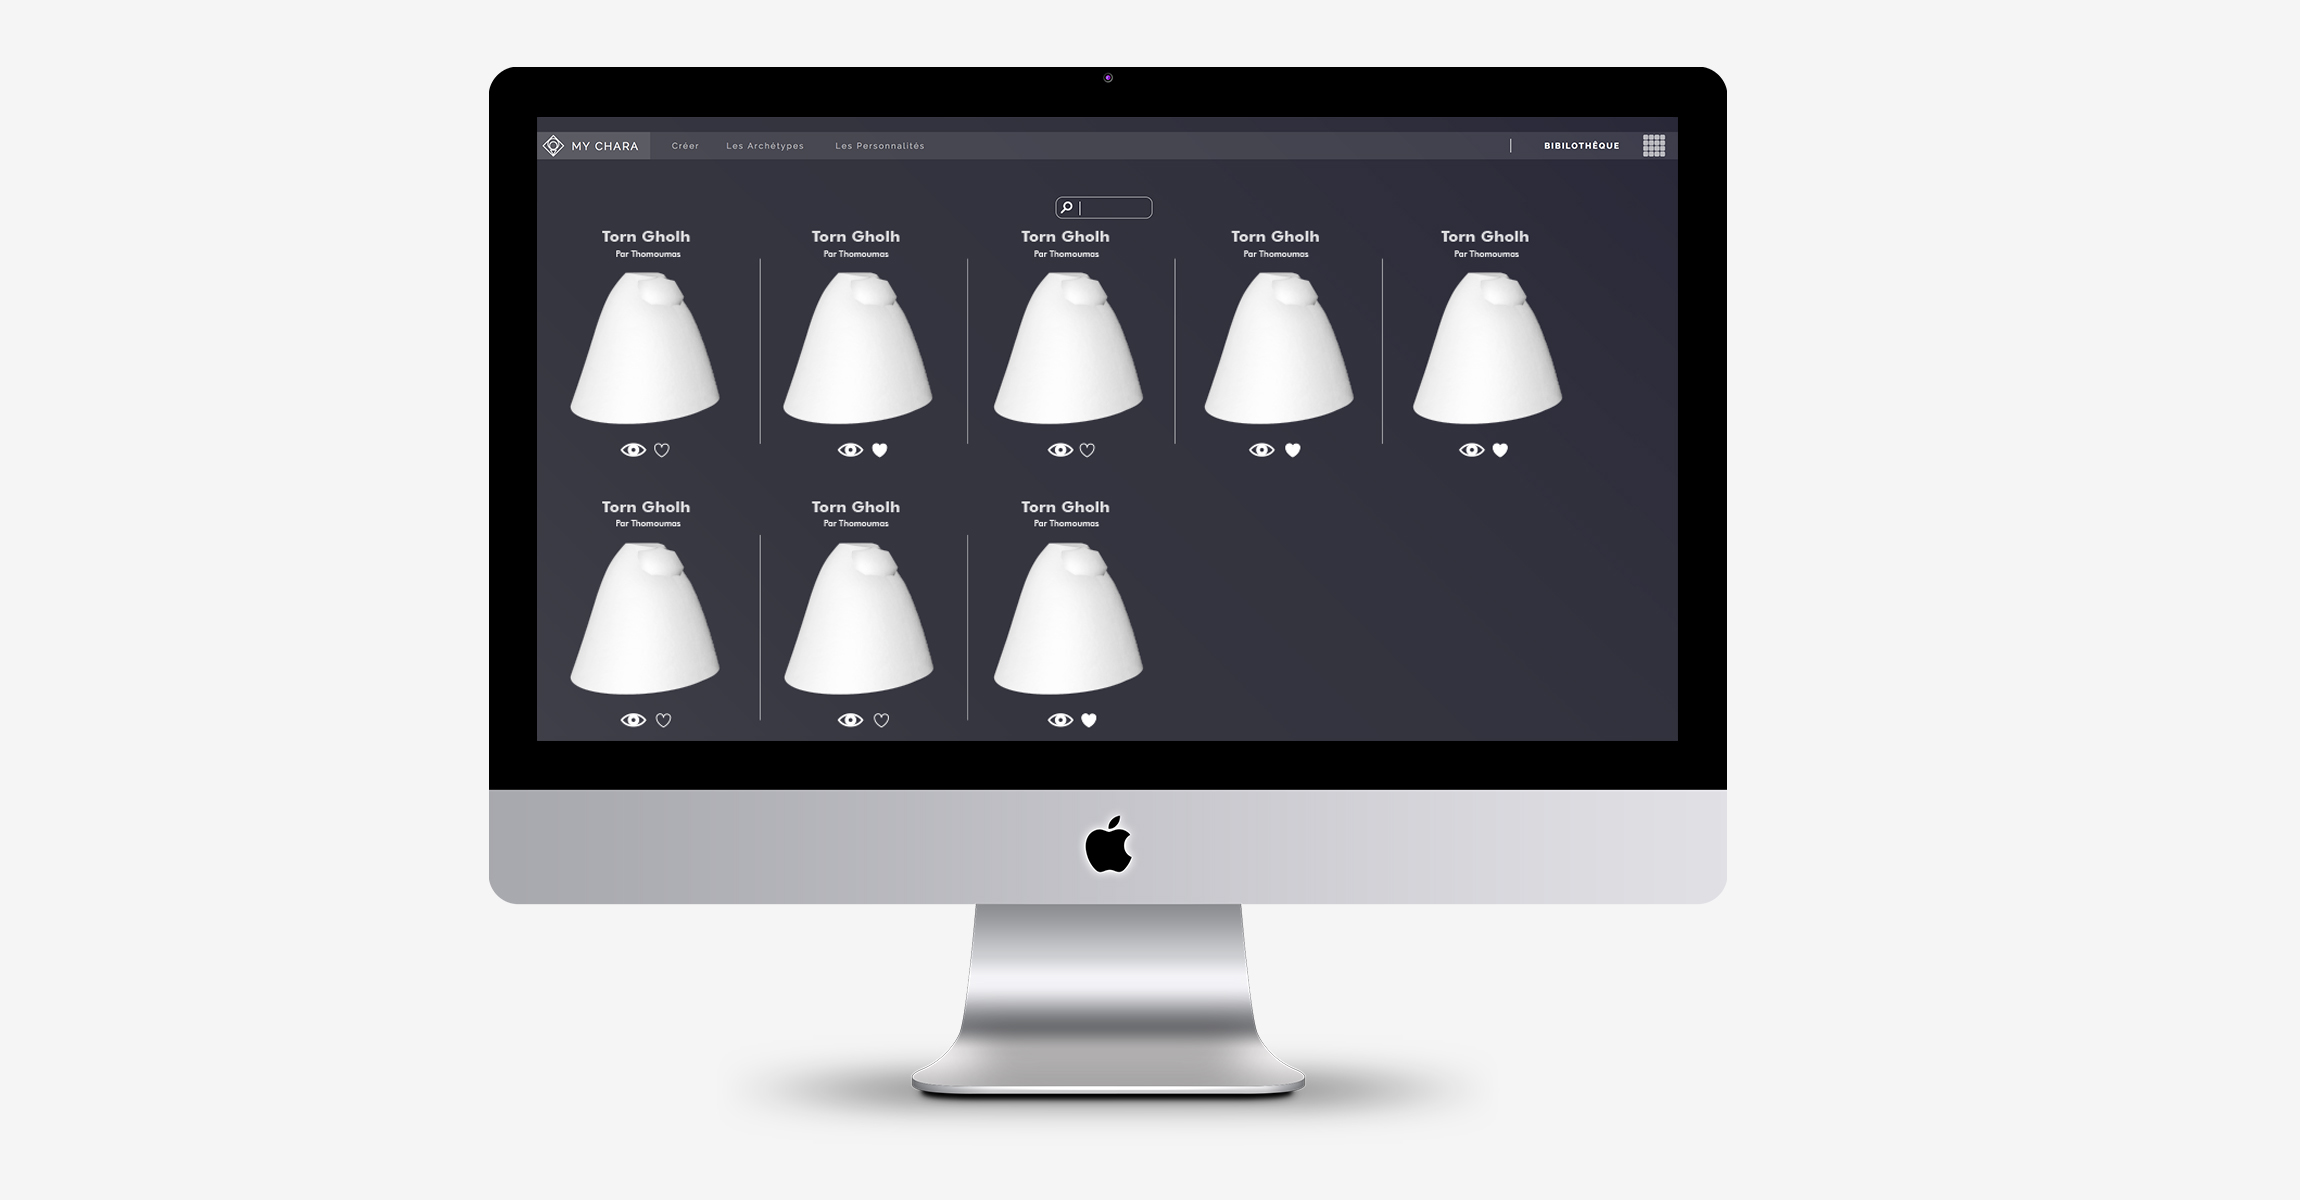 MY CHARA Créer Les Archétypes Les Personnalités BIBILOTHÉQUE
Torn Gholh Torn Gholh Torn Gholh Torn Gholh Torn Gholh
Par Thomoumas Par Thomoumas Par Thomoumas Par Thomoumas Par Thomoumas
Torn Gholh Torn Gholh Torn Gholh
Par Thomoumas Par Thomoumas Par Thomoumas